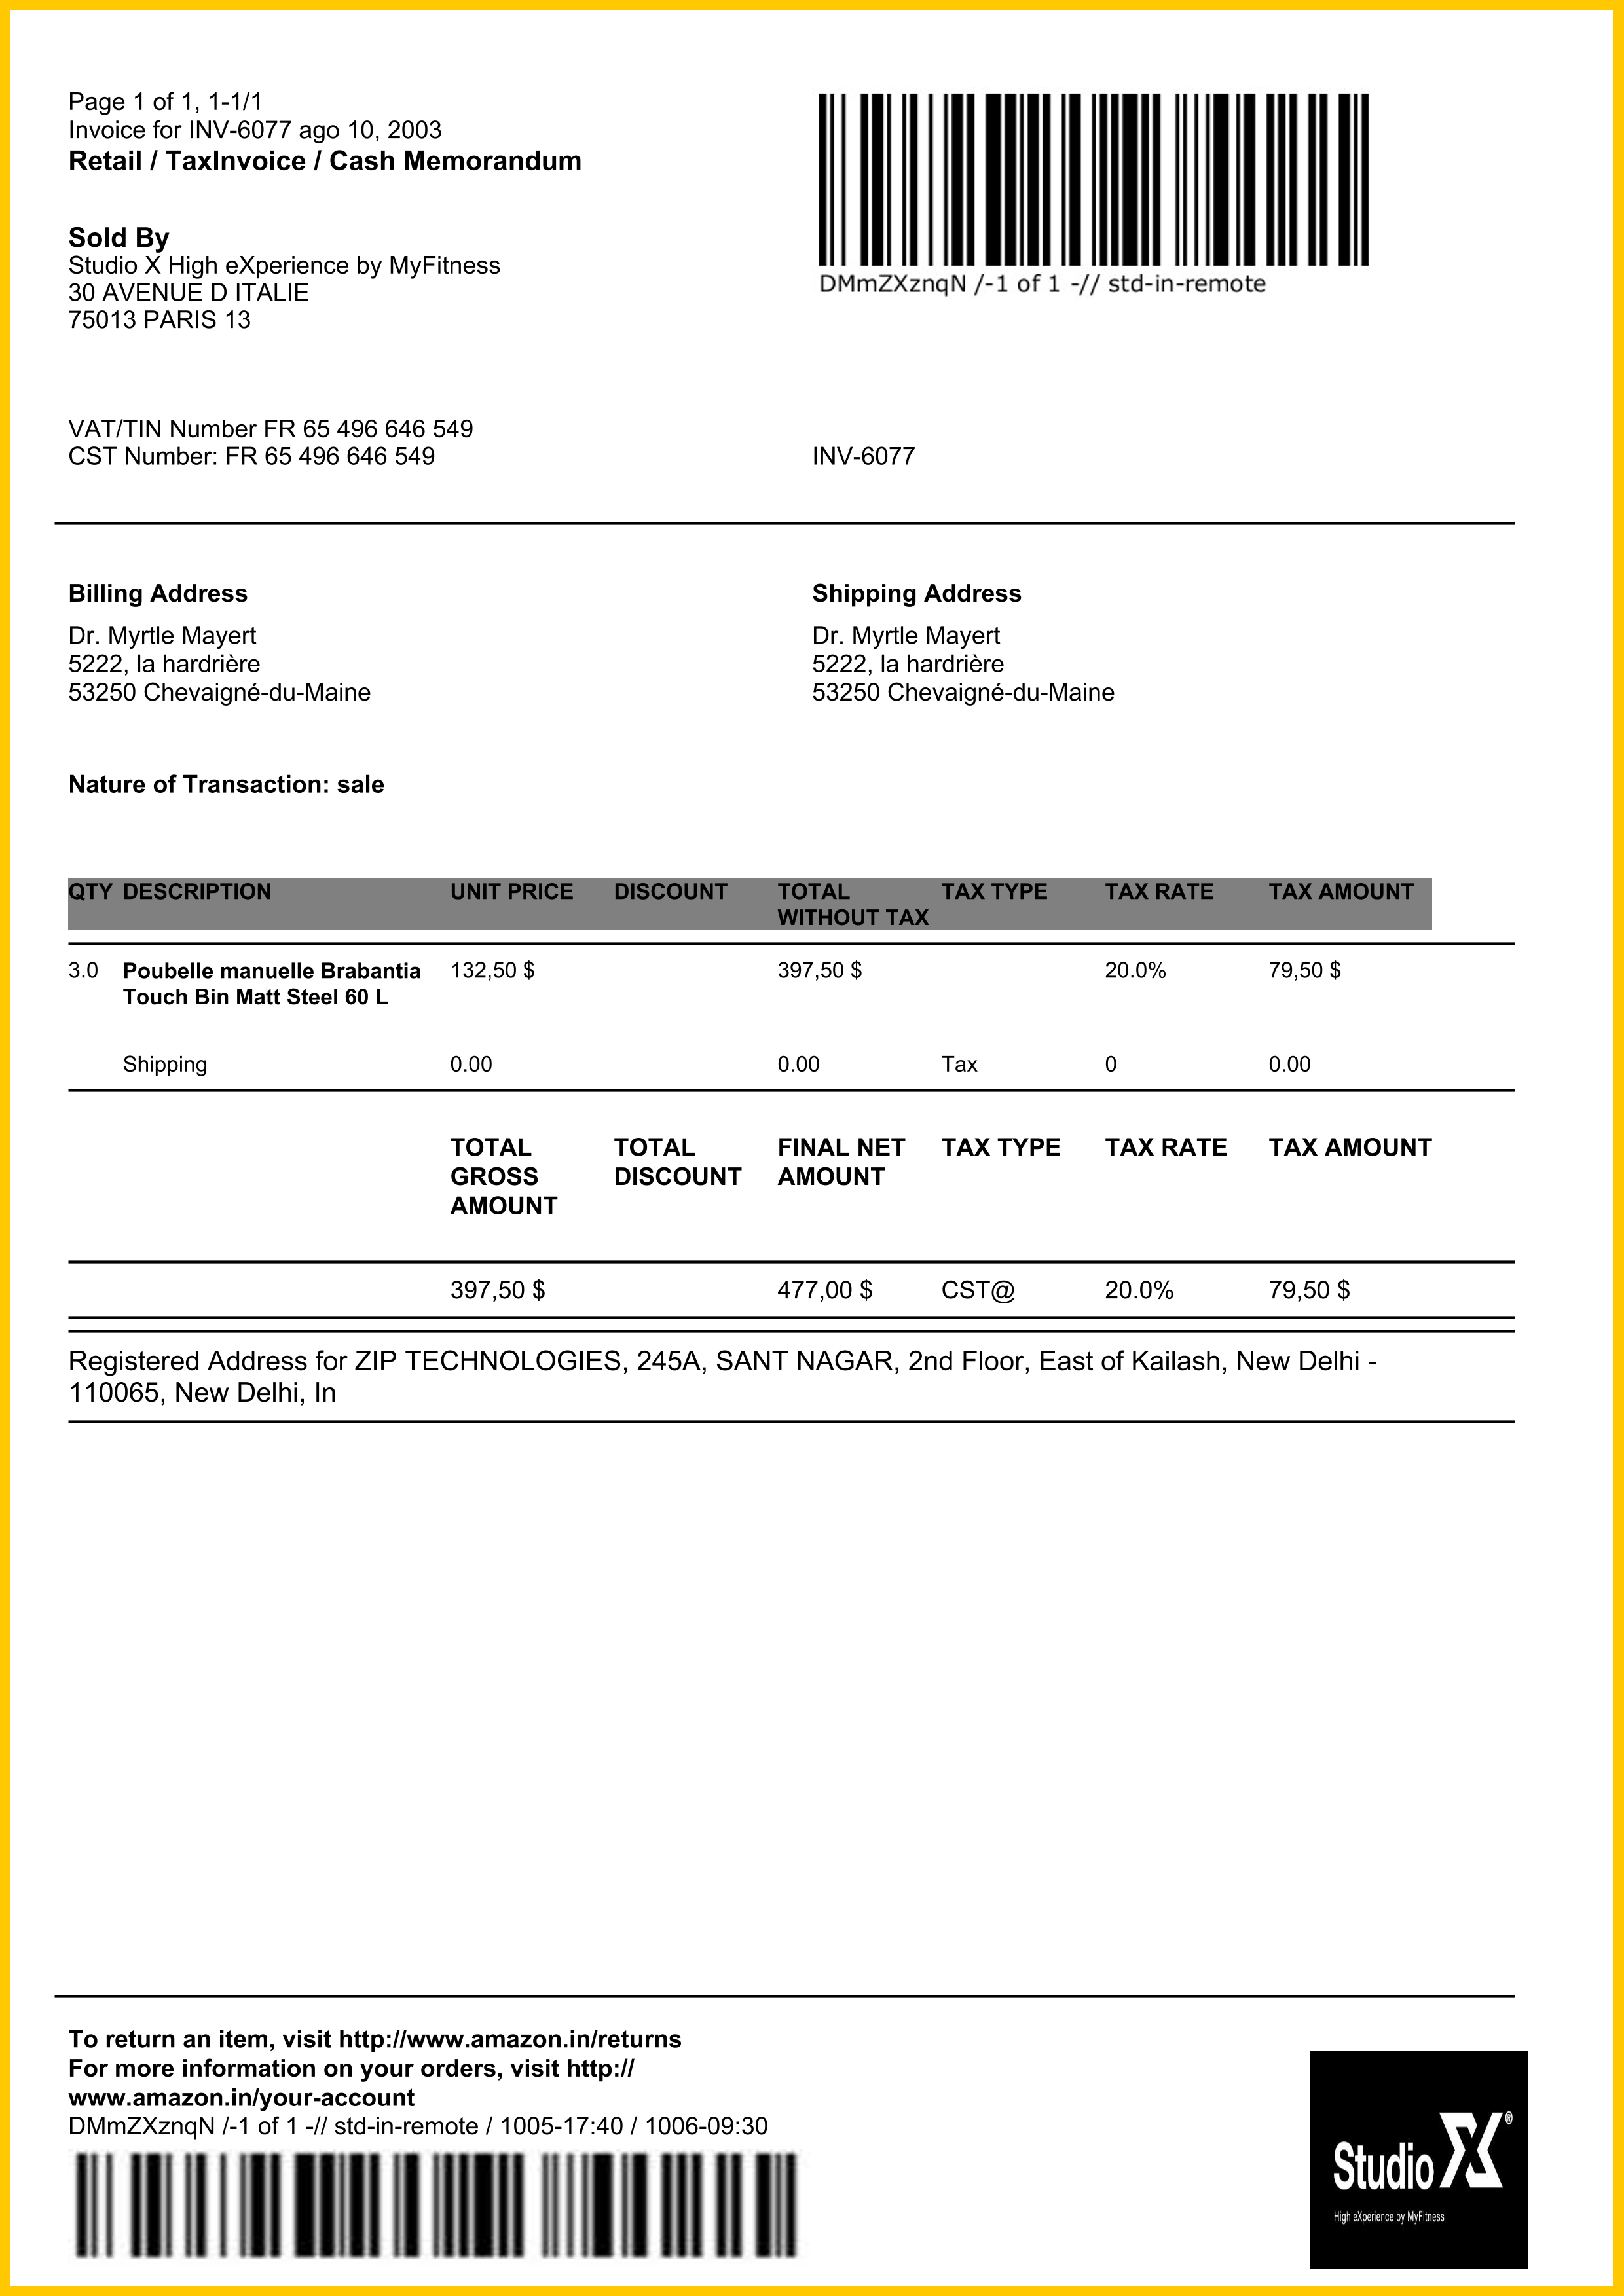 Page 1 of 1, 1-1/1
Invoice for INV-6077 ago 10, 2003
Retail / TaxInvoice / Cash Memorandum
DMmZXznqN /-1 of 1 -// std-in-remote
Sold By
Studio X High eXperience by MyFitness
30 AVENUE D ITALIE
75013 PARIS 13
VAT/TIN Number FR 65 496 646 549
CST Number: FR 65 496 646 549
INV-6077
Billing Address
Dr. Myrtle Mayert
5222, la hardrière
53250 Chevaigné-du-Maine
Shipping Address
Dr. Myrtle Mayert
5222, la hardrière
53250 Chevaigné-du-Maine
Nature of Transaction: sale
QTY DESCRIPTION UNIT PRICE DISCOUNT TOTAL TAX TYPE TAX RATE TAX AMOUNT
WITHOUT TAX
3.0 Poubelle manuelle Brabantia 132,50 $ 397,50 $ 20.0% 79,50 $
Touch Bin Matt Steel 60 L
Shipping 0.00 0.00 Tax 0 0.00
TOTAL TOTAL FINAL NET TAX TYPE TAX RATE TAX AMOUNT
GROSS DISCOUNT AMOUNT
AMOUNT
397,50 $ 477,00 $ CST@ 20.0% 79,50 $
Registered Address for ZIP TECHNOLOGIES, 245A, SANT NAGAR, 2nd Floor, East of Kailash, New Delhi -
110065, New Delhi, In
To return an item, visit http://www.amazon.in/returns
For more information on your orders, visit http://
www.amazon.in/your-account
DMmZXznqN /-1 of 1 -// std-in-remote / 1005-17:40 / 1006-09:30
Studio X®
High eXperience by MyFitness